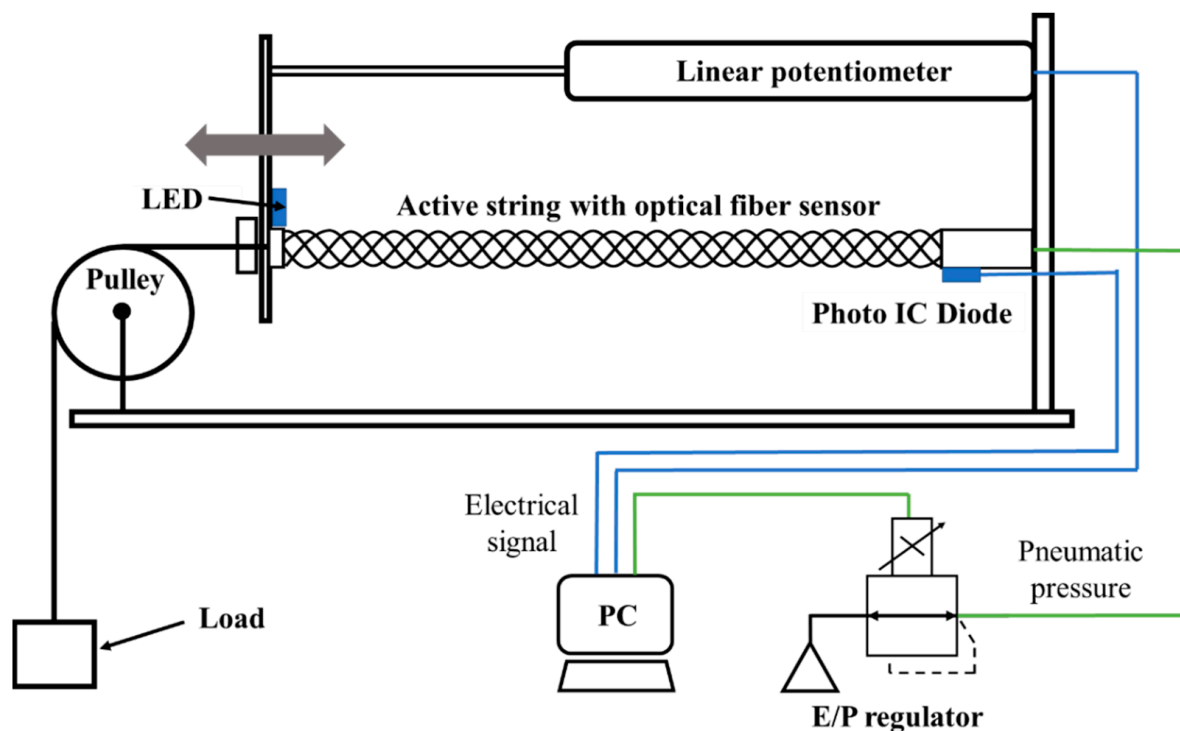 Linear potentiometer
LED
Active string with optical fiber sensor
Pulley
Photo IC Diode
Electrical
signal
Pneumatic
pressure
PC
Load
E/P regulator